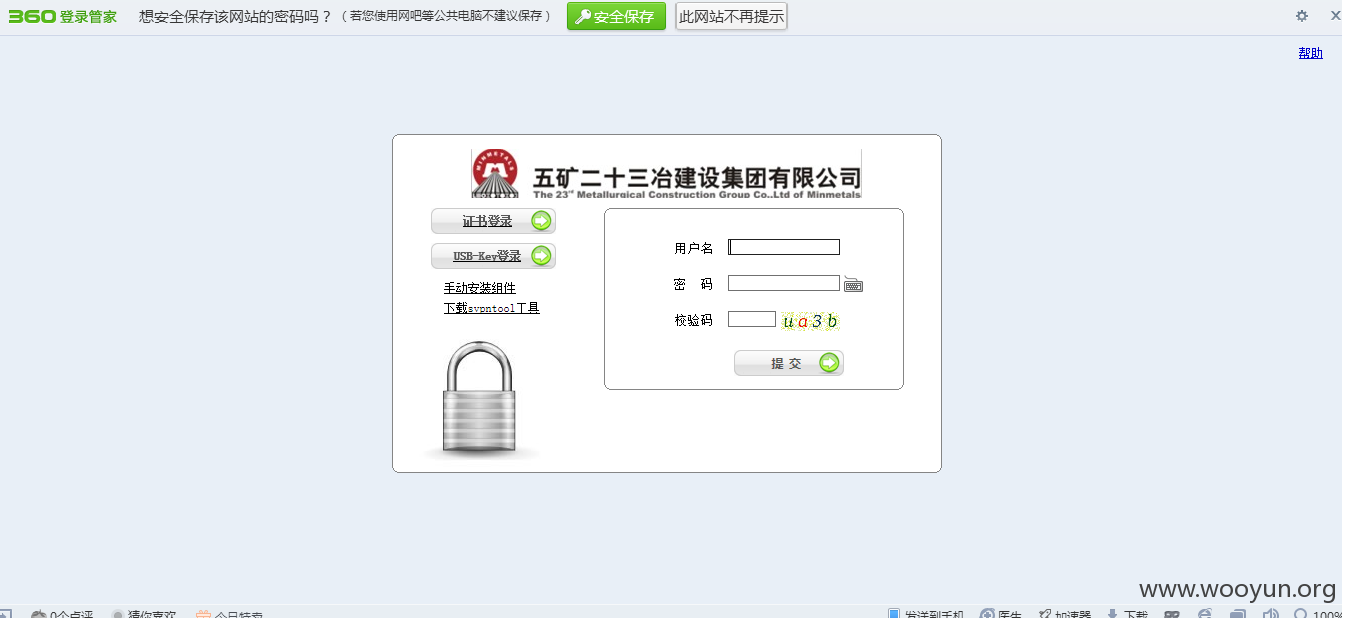 360 登录管家 想安全保存该网站的密码吗？（若您使用网吧等公共电脑不建议保存） 安全保存 此网站不再提示
帮助
MINMETALS
五矿二十三冶建设集团有限公司
The 23rd Metallurgical Construction Group Co.,Ltd of Minmetals
证书登录
USB-Key登录
手动安装组件
下载svpntool工具
用户名
密 码
校验码 ua3b
提 交
www.wooyun.org
0个点评 猜你喜欢 今日特卖 发送到手机 医生 加速器 下载 100%